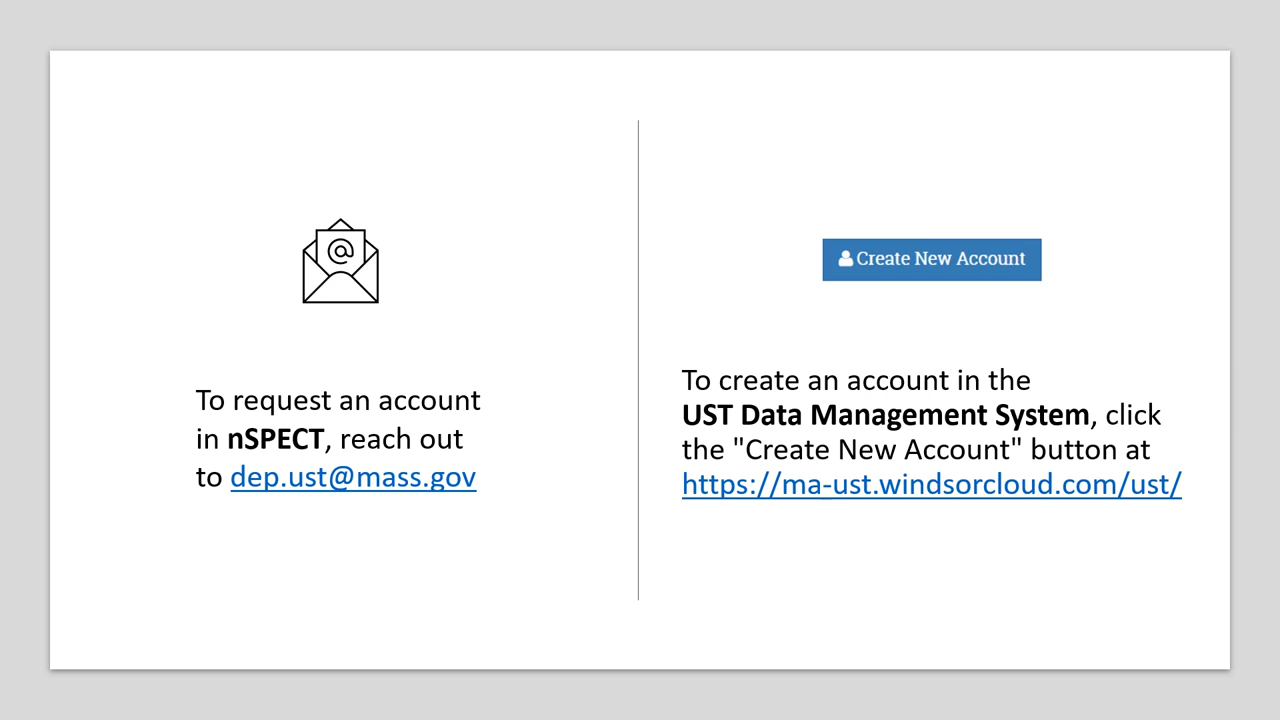 To request an account
in nSPECT, reach out
to dep.ust@mass.gov
Create New Account
To create an account in the
UST Data Management System, click
the "Create New Account" button at
https://ma-ust.windsorcloud.com/ust/